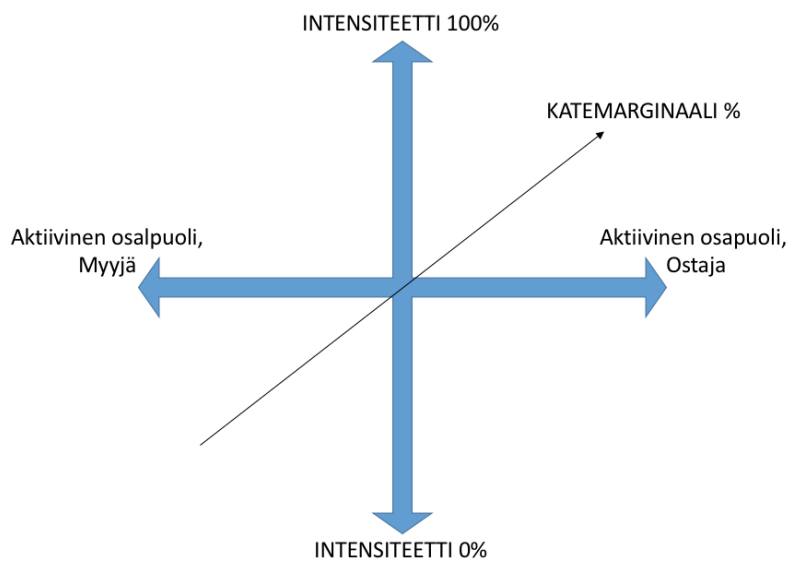 INTENSITEETTI 100%
KATEMARGINAALI %
Aktiivinen osalpuoli,
Myyjä
Aktiivinen osapuoli,
Ostaja
INTENSITEETTI 0%